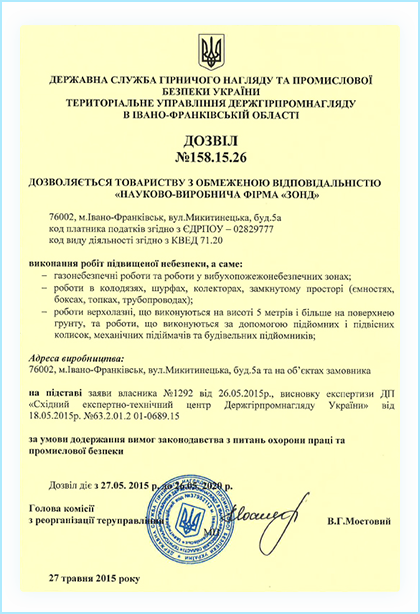 ДЕРЖАВНА СЛУЖБА ГІРНИЧОГО НАГЛЯДУ ТА ПРОМИСЛОВОЇ
БЕЗПЕКИ УКРАЇНИ
ТЕРИТОРІАЛЬНЕ УПРАВЛІННЯ ДЕРЖГІРПРОМНАГЛЯДУ
В ІВАНО-ФРАНКІВСЬКІЙ ОБЛАСТІ
ДОЗВІЛ
№158.15.26
ДОЗВОЛЯЄТЬСЯ ТОВАРИСТВУ З ОБМЕЖЕНОЮ ВІДПОВІДАЛЬНІСТЮ
«НАУКОВО-ВИРОБНИЧА ФІРМА «ЗОНД»
76002, м.Івано-Франківськ, вул.Микитинецька, буд.5а
код платника податків згідно з ЄДРПОУ – 02829777
код виду діяльності згідно з КВЕД 71.20
виконання робіт підвищеної небезпеки, а саме:
• газонебезпечні роботи та роботи у вибухопожежонебезпечних зонах;
• роботи в колодязях, шурфах, колекторах, замкнутому просторі (ємностях,
боксах, топках, трубопроводах);
• роботи верхолазні, що виконуються на висоті 5 метрів і більше на поверхнею
грунту, та роботи, що виконуються за допомогою підйомних і підвісних
колисок, механічних підіймачів та будівельних підйомників;
Адреса виробництва:
76002, м.Івано-Франківськ, вул.Микитинецька, буд.5а та на об'єктах замовника
на підставі заяви власника №1292 від 26.05.2015р., висновку експертизи ДП
«Східний експертно-технічний центр Держгірпромнагляду України» від
18.05.2015р. №63.2.01.2 01-0689.15
за умови додержання вимог законодавства з питань охорони праці та
промислової безпеки
Дозвіл діє з 27.05. 2015 р. до 26.05.2020 р.
Голова комісії
з реорганізації теруправління
МП
В.Г.Мостовий
27 травня 2015 року